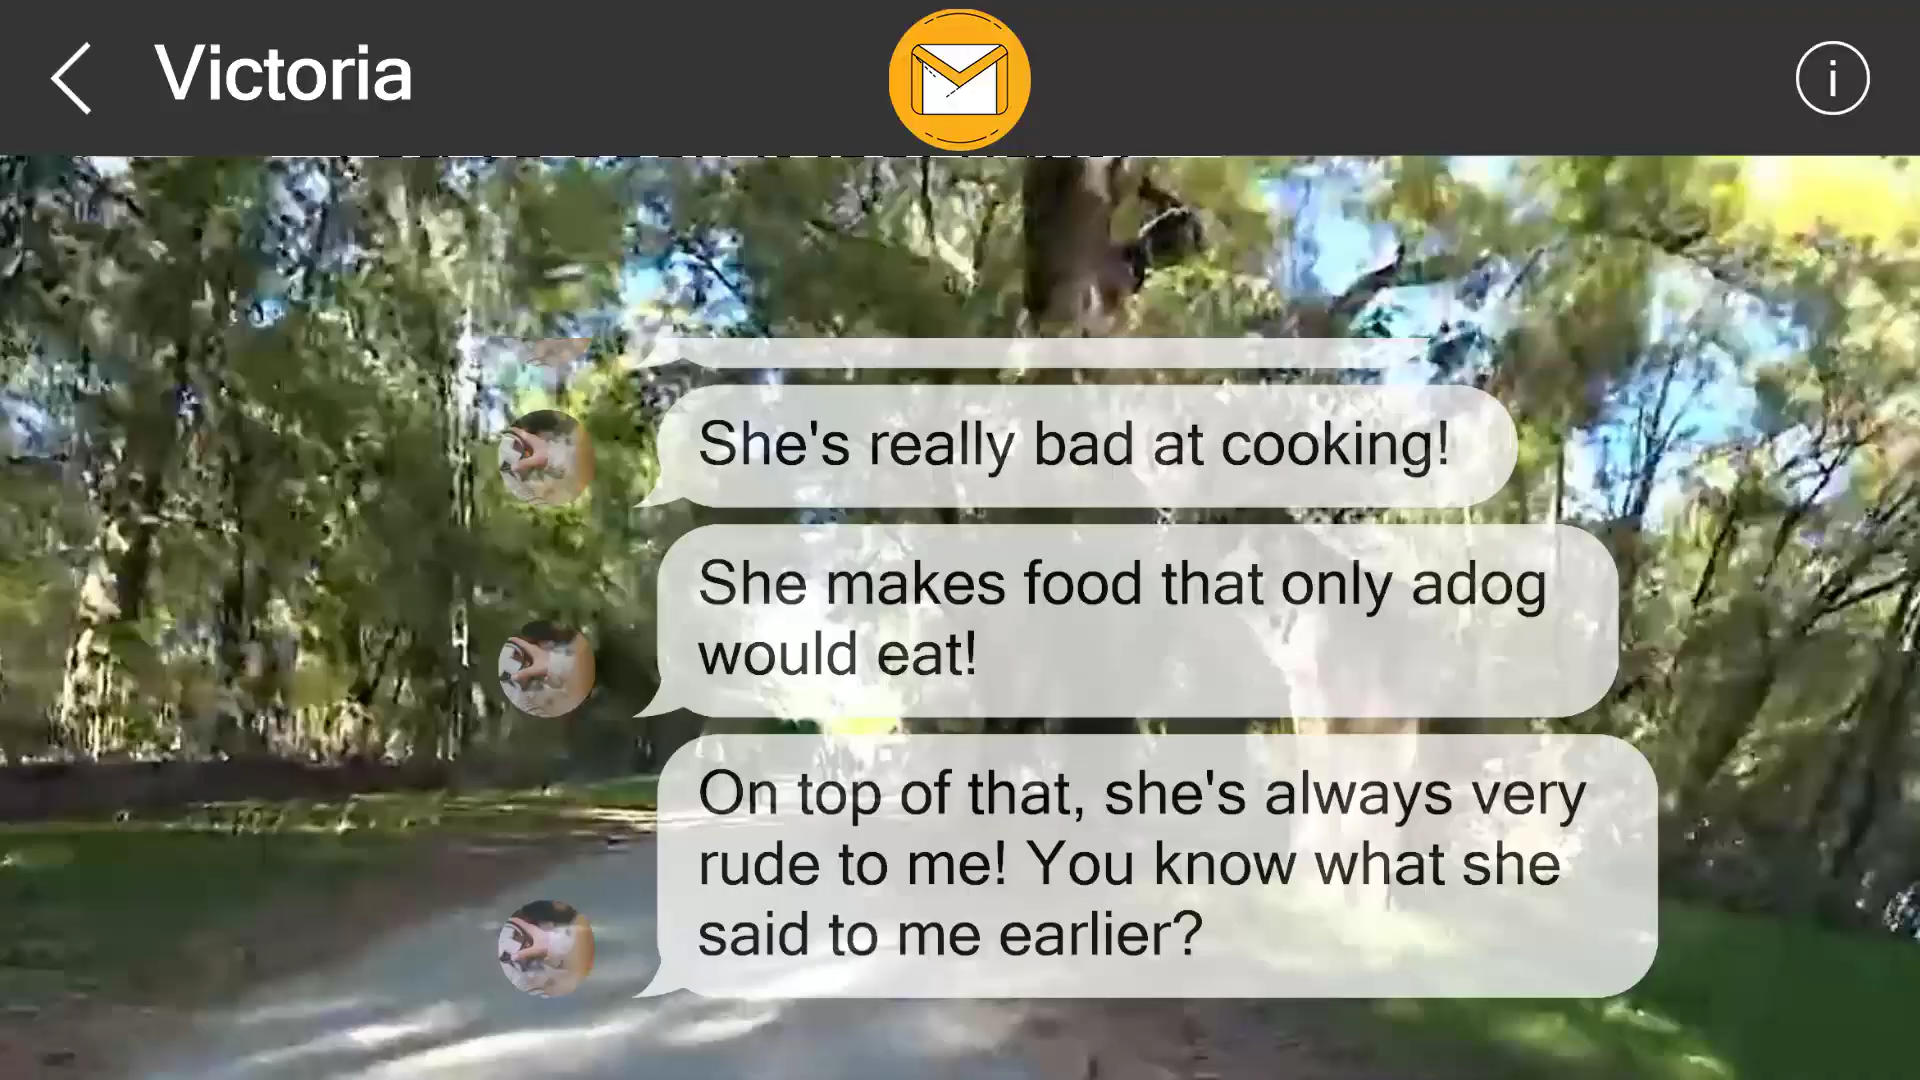 Victoria
She's really bad at cooking!
She makes food that only adog
would eat!
On top of that, she's always very
rude to me! You know what she
said to me earlier?